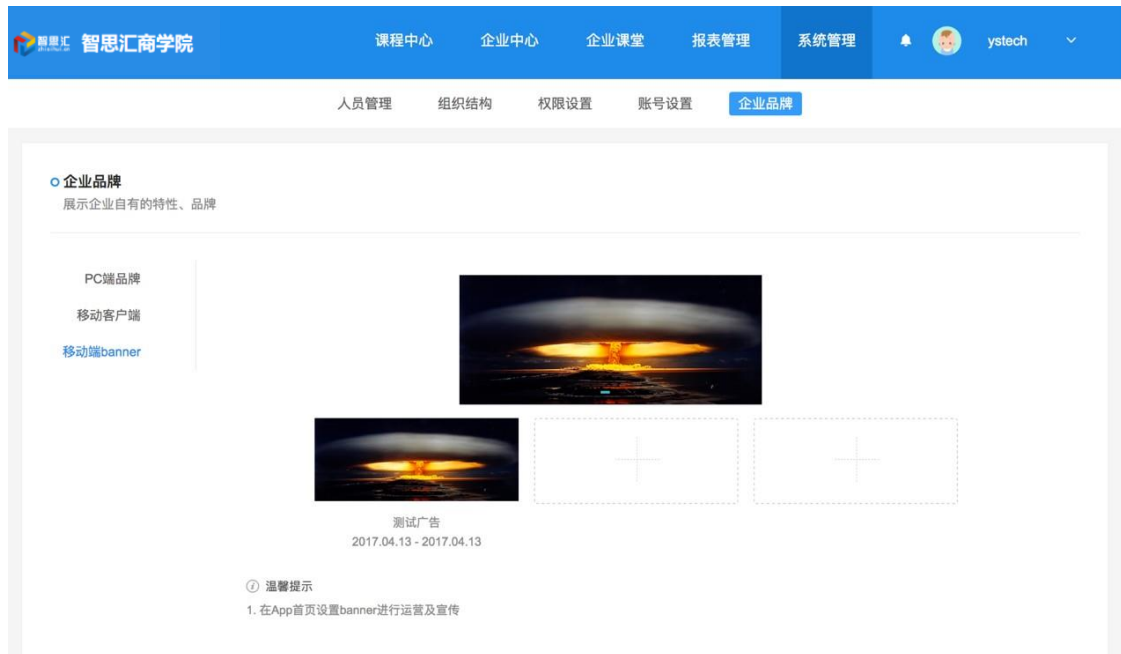 智思汇 智思汇商学院 课程中心 企业中心 企业课堂 报表管理 系统管理 ystech
人员管理 组织结构 权限设置 账号设置 企业品牌
企业品牌
展示企业自有的特性、品牌
PC端品牌
移动客户端
移动端banner
测试广告
2017.04.13 - 2017.04.13
温馨提示
1. 在App首页设置banner进行运营及宣传